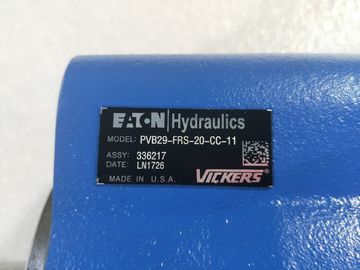 EATON Hydraulics
MODEL: PVB29-FRS-20-CC-11
ASSY: 336217
DATE: LN1726
MADE IN U.S.A.
VICKERS